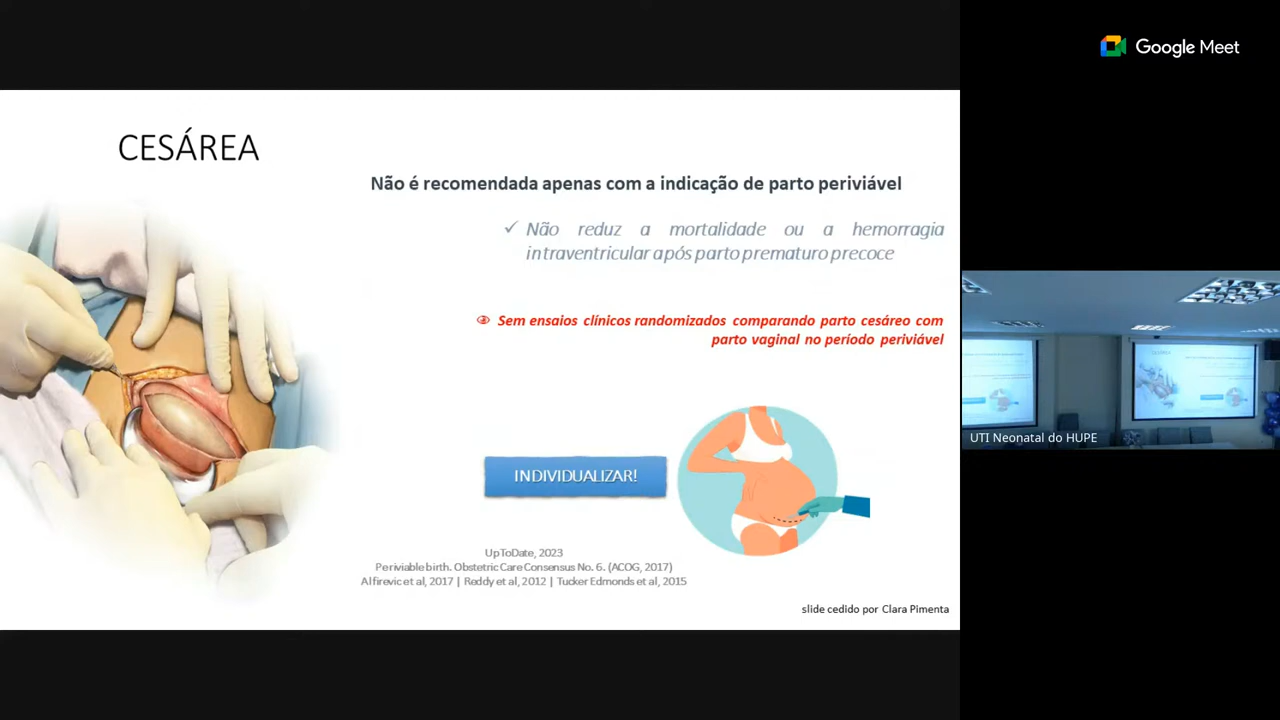 Google Meet
CESÁREA
Não é recomendada apenas com a indicação de parto periviável
✓ Não reduz a mortalidade ou a hemorragia
intraventricular após parto prematuro precoce
Sem ensaios clínicos randomizados comparando parto cesáreo com
parto vaginal no período periviável
INDIVIDUALIZAR!
UpToDate, 2023
Periviable birth. Obstetric Care Consensus No. 6. (ACOG, 2017)
Alfirevic et al, 2017 | Reddy et al, 2012 | Tucker Edmonds et al, 2015
slide cedido por Clara Pimenta
UTI Neonatal do HUPE